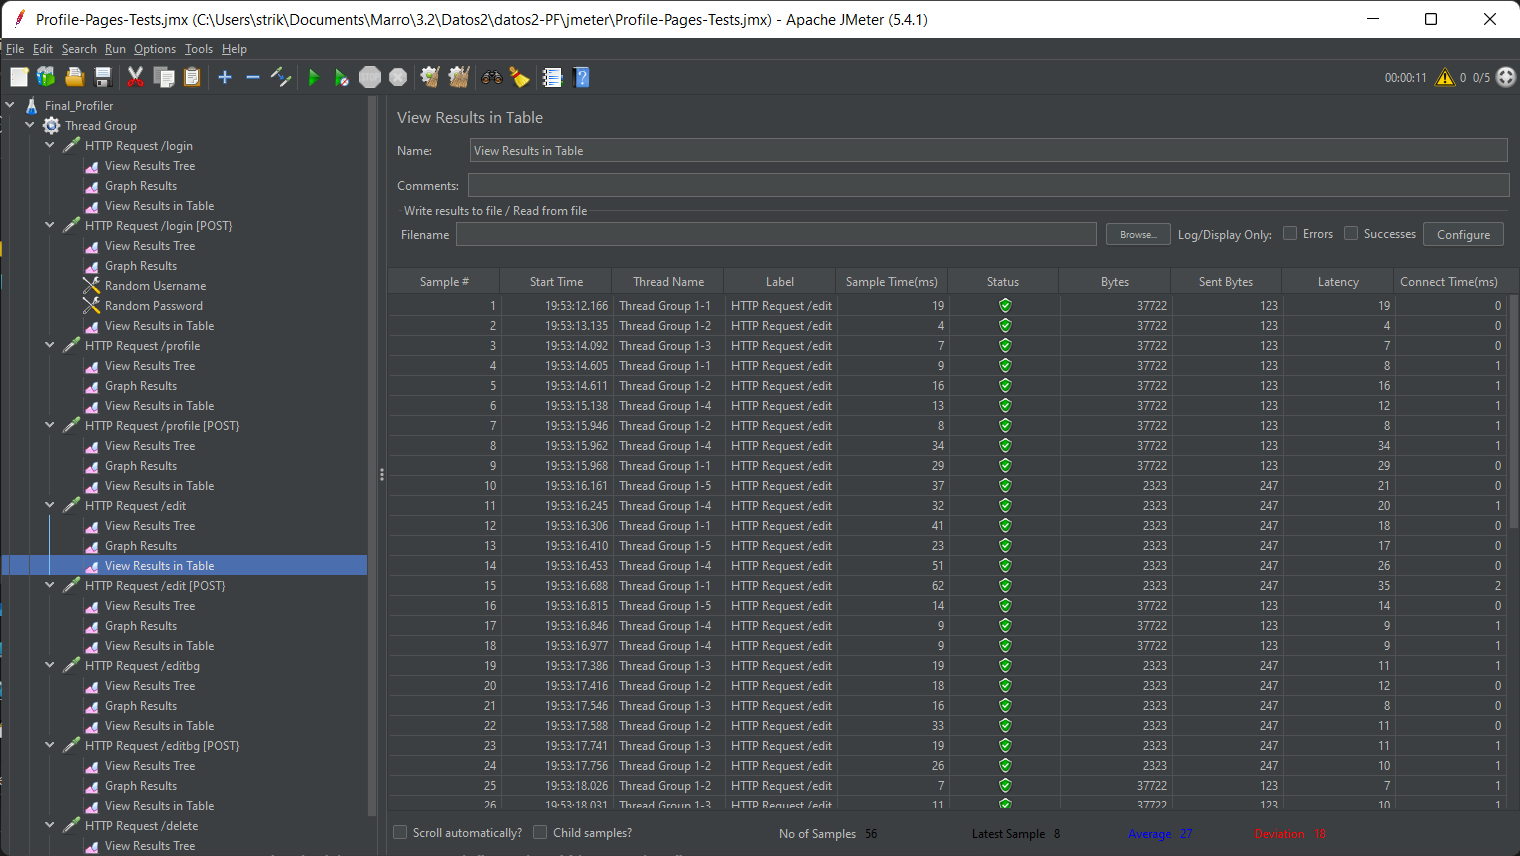 Profile-Pages-Tests.jmx (C:\Users\strik\Documents\Marro\3.2\Datos2\datos2-PF\jmeter\Profile-Pages-Tests.jmx) - Apache JMeter (5.4.1)
File Edit Search Run Options Tools Help
00:00:11 0 0/5
Final_Profiler
Thread Group
HTTP Request /login
View Results Tree
Graph Results
View Results in Table
HTTP Request /login [POST}
View Results Tree
Graph Results
Random Username
Random Password
View Results in Table
HTTP Request /profile
View Results Tree
Graph Results
View Results in Table
HTTP Request /profile [POST}
View Results Tree
Graph Results
View Results in Table
HTTP Request /edit
View Results Tree
Graph Results
View Results in Table
HTTP Request /edit [POST}
View Results Tree
Graph Results
View Results in Table
HTTP Request /editbg
View Results Tree
Graph Results
View Results in Table
HTTP Request /editbg [POST}
View Results Tree
Graph Results
View Results in Table
HTTP Request /delete
View Results Tree
View Results in Table
Name: View Results in Table
Comments:
Write results to file / Read from file
Filename Browse... Log/Display Only: Errors Successes Configure
Sample # Start Time Thread Name Label Sample Time(ms) Status Bytes Sent Bytes Latency Connect Time(ms)
1 19:53:12.166 Thread Group 1-1 HTTP Request /edit 19 37722 123 19 0
2 19:53:13.135 Thread Group 1-2 HTTP Request /edit 4 37722 123 4 0
3 19:53:14.092 Thread Group 1-3 HTTP Request /edit 7 37722 123 7 0
4 19:53:14.605 Thread Group 1-1 HTTP Request /edit 9 37722 123 8 1
5 19:53:14.611 Thread Group 1-2 HTTP Request /edit 16 37722 123 16 1
6 19:53:15.138 Thread Group 1-4 HTTP Request /edit 13 37722 123 12 1
7 19:53:15.946 Thread Group 1-2 HTTP Request /edit 8 37722 123 8 1
8 19:53:15.962 Thread Group 1-4 HTTP Request /edit 34 37722 123 34 1
9 19:53:15.968 Thread Group 1-1 HTTP Request /edit 29 37722 123 29 0
10 19:53:16.161 Thread Group 1-5 HTTP Request /edit 37 2323 247 21 0
11 19:53:16.245 Thread Group 1-4 HTTP Request /edit 32 2323 247 20 1
12 19:53:16.306 Thread Group 1-1 HTTP Request /edit 41 2323 247 18 0
13 19:53:16.410 Thread Group 1-5 HTTP Request /edit 23 2323 247 17 0
14 19:53:16.453 Thread Group 1-4 HTTP Request /edit 51 2323 247 26 0
15 19:53:16.688 Thread Group 1-1 HTTP Request /edit 62 2323 247 35 2
16 19:53:16.815 Thread Group 1-5 HTTP Request /edit 14 37722 123 14 0
17 19:53:16.846 Thread Group 1-4 HTTP Request /edit 9 37722 123 9 1
18 19:53:16.977 Thread Group 1-4 HTTP Request /edit 9 37722 123 9 1
19 19:53:17.386 Thread Group 1-3 HTTP Request /edit 19 2323 247 11 1
20 19:53:17.416 Thread Group 1-2 HTTP Request /edit 18 2323 247 12 0
21 19:53:17.546 Thread Group 1-3 HTTP Request /edit 16 2323 247 8 0
22 19:53:17.588 Thread Group 1-2 HTTP Request /edit 33 2323 247 11 0
23 19:53:17.741 Thread Group 1-3 HTTP Request /edit 19 2323 247 11 1
24 19:53:17.756 Thread Group 1-2 HTTP Request /edit 26 2323 247 10 1
25 19:53:18.026 Thread Group 1-2 HTTP Request /edit 7 37722 123 7 1
26 19:53:18.031 Thread Group 1-3 HTTP Request /edit 11 37722 123 10 1
Scroll automatically? Child samples? No of Samples 56 Latest Sample 8 Average 27 Deviation 18